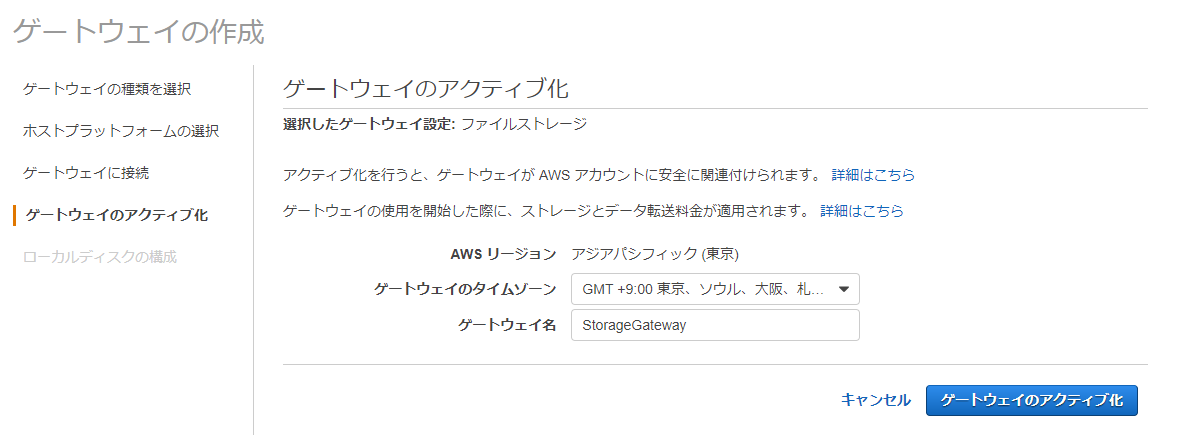 ゲートウェイの作成
ゲートウェイの種類を選択
ホストプラットフォームの選択
ゲートウェイに接続
ゲートウェイのアクティブ化
ローカルディスクの構成
ゲートウェイのアクティブ化
選択したゲートウェイ設定: ファイルストレージ
アクティブ化を行うと、ゲートウェイが AWS アカウントに安全に関連付けられます。 詳細はこちら
ゲートウェイの使用を開始した際に、ストレージとデータ転送料金が適用されます。 詳細はこちら
AWS リージョン アジアパシフィック (東京)
ゲートウェイのタイムゾーン GMT +9:00 東京、ソウル、大阪、札...
ゲートウェイ名 StorageGateway
キャンセル ゲートウェイのアクティブ化